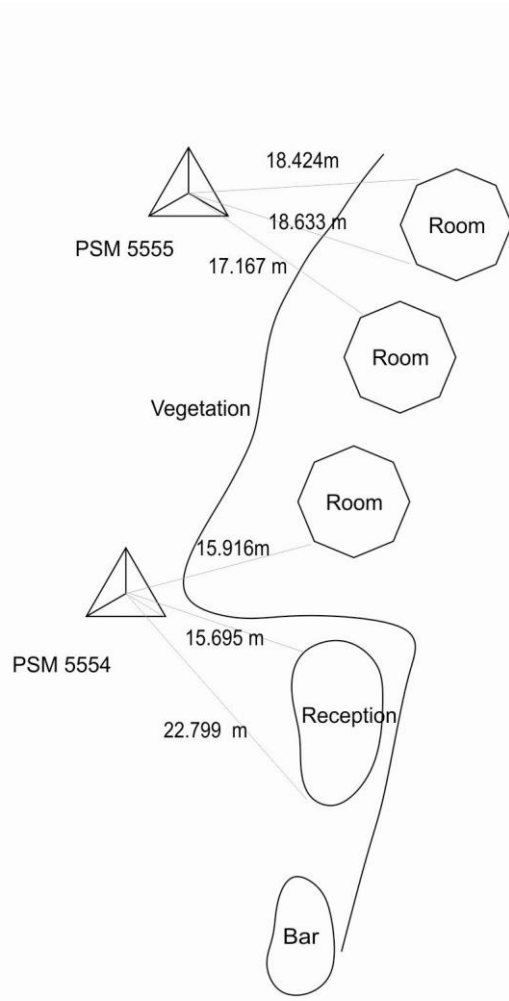 18.424m
Room
18.633 m
PSM 5555
17.167 m
Room
Vegetation
Room
15.916m
15.695 m
PSM 5554
Reception
22.799 m
Bar